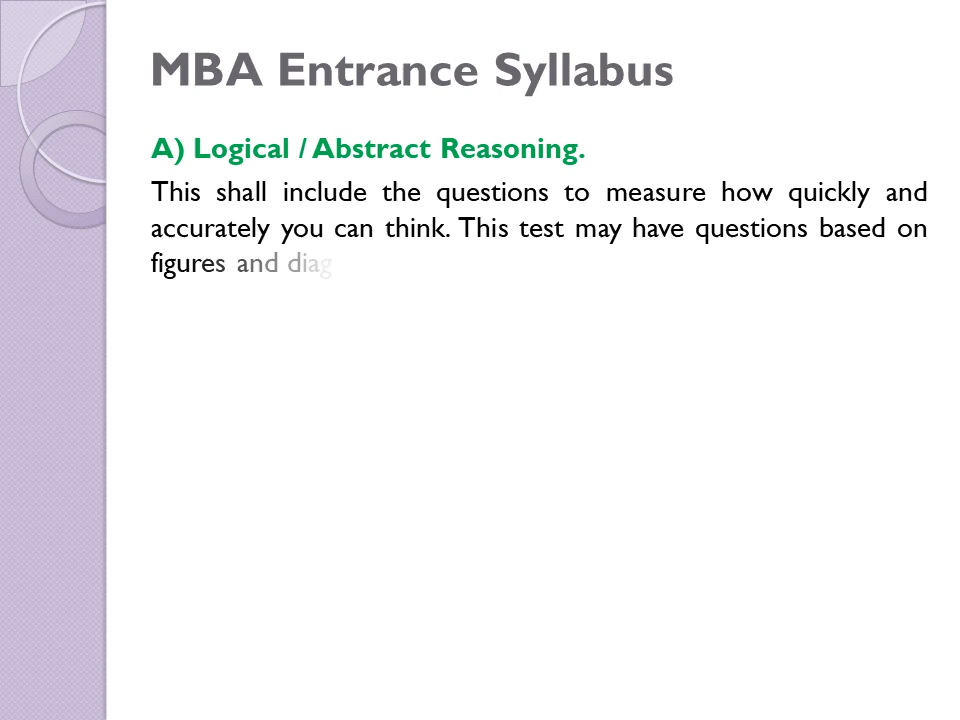 MBA Entrance Syllabus
A) Logical / Abstract Reasoning.
This shall include the questions to measure how quickly and
accurately you can think. This test may have questions based on
figures and diag